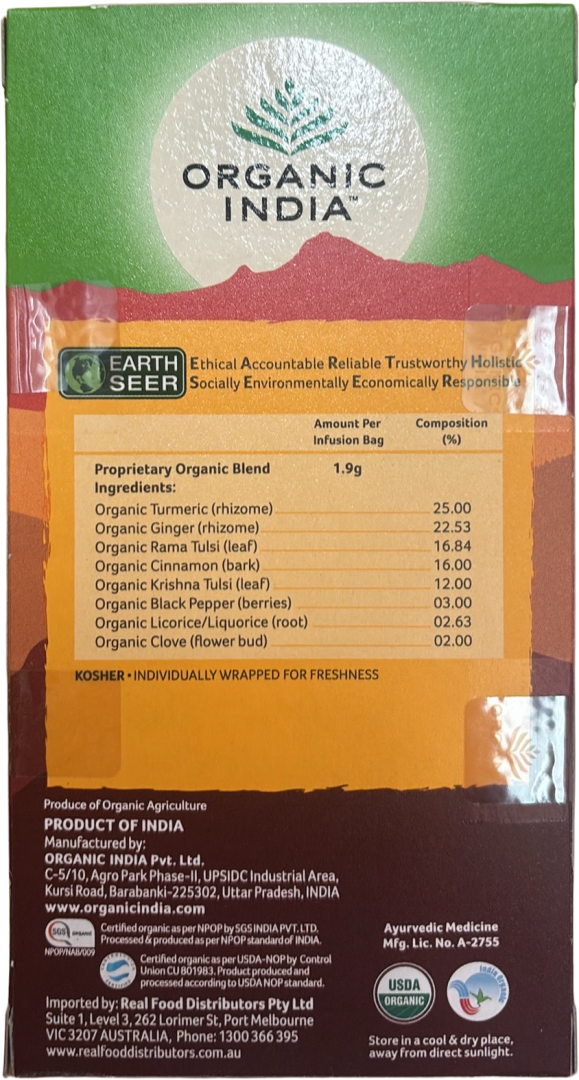 ORGANIC
INDIA™
EARTH
SEER
Ethical Accountable Reliable Trustworthy Holistic
Socially Environmentally Economically Responsible
Amount Per
Infusion Bag
Composition
(%)
Proprietary Organic Blend 1.9g
Ingredients:
Organic Turmeric (rhizome) 25.00
Organic Ginger (rhizome) 22.53
Organic Rama Tulsi (leaf) 16.84
Organic Cinnamon (bark) 16.00
Organic Krishna Tulsi (leaf) 12.00
Organic Black Pepper (berries) 03.00
Organic Licorice/Liquorice (root) 02.63
Organic Clove (flower bud) 02.00
KOSHER • INDIVIDUALLY WRAPPED FOR FRESHNESS
Produce of Organic Agriculture
PRODUCT OF INDIA
Manufactured by:
ORGANIC INDIA Pvt. Ltd.
C-5/10, Agro Park Phase-II, UPSIDC Industrial Area,
Kursi Road, Barabanki-225302, Uttar Pradesh, INDIA
www.organicindia.com
SGS ORGANIC
NPOP/NAB/009
Certified organic as per NPOP by SGS INDIA PVT. LTD.
Processed & produced as per NPOP standard of INDIA.
Certified organic as per USDA-NOP by Control
Union CU 801983. Product produced and
processed according to USDA NOP standard.
Imported by: Real Food Distributors Pty Ltd
Suite 1, Level 3, 262 Lorimer St, Port Melbourne
VIC 3207 AUSTRALIA, Phone: 1300 366 395
www.realfooddistributors.com.au
Ayurvedic Medicine
Mfg. Lic. No. A-2755
USDA
ORGANIC
India Organic
Store in a cool & dry place,
away from direct sunlight.